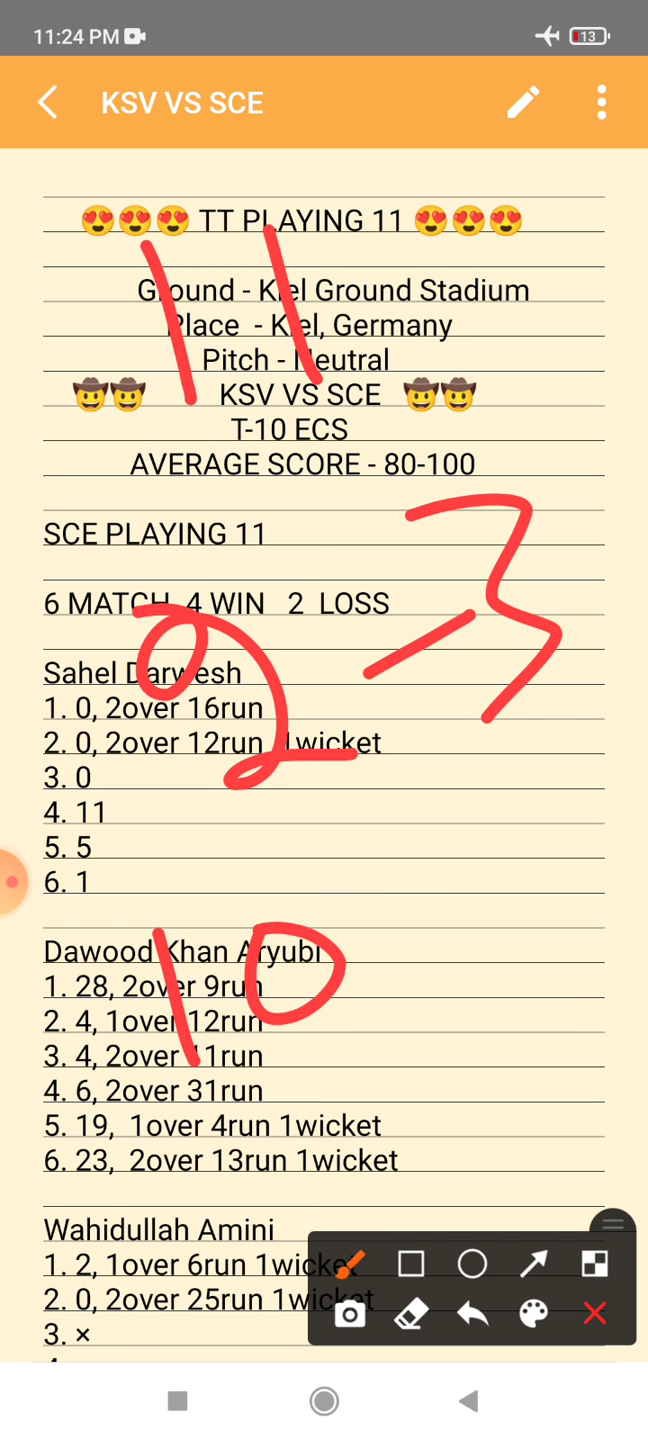 11:24 PM
13
KSV VS SCE
😍😍😍 TT PLAYING 11 😍😍😍
Ground - Kiel Ground Stadium
Place - Kiel, Germany
Pitch - Neutral
🤠🤠 KSV VS SCE 🤠🤠
T-10 ECS
AVERAGE SCORE - 80-100
11
SCE PLAYING 11
- 3
6 MATCH 4 WIN 2 LOSS
2
Sahel Darwesh
1. 0, 2over 16run
2. 0, 2over 12run 1wicket
3. 0
4. 11
5. 5
6. 1
Dawood Khan Aryubi
10
1. 28, 2over 9run
2. 4, 1over 12run
3. 4, 2over 11run
4. 6, 2over 31run
5. 19, 1over 4run 1wicket
6. 23, 2over 13run 1wicket
Wahidullah Amini
1. 2, 1over 6run 1wicket
2. 0, 2over 25run 1wicket
3. ×